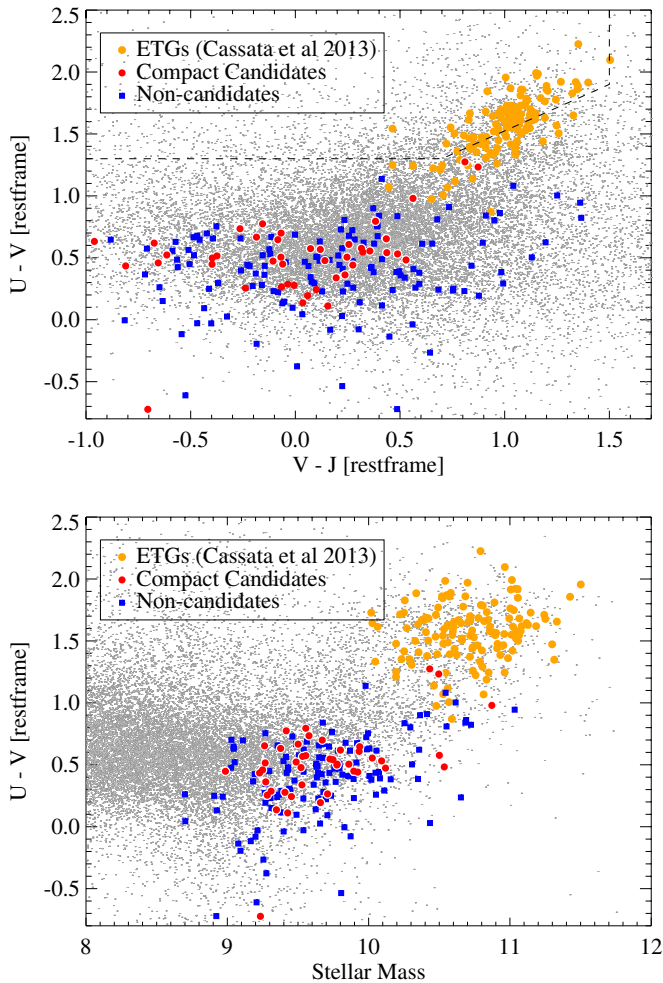 2.5
2.0
1.5
1.0
0.5
0.0
-0.5
U - V [restframe]
ETGs (Cassata et al 2013)
Compact Candidates
Non-candidates
-1.0 -0.5 0.0 0.5 1.0 1.5
V - J [restframe]
2.5
2.0
1.5
1.0
0.5
0.0
-0.5
U - V [restframe]
ETGs (Cassata et al 2013)
Compact Candidates
Non-candidates
8 9 10 11 12
Stellar Mass